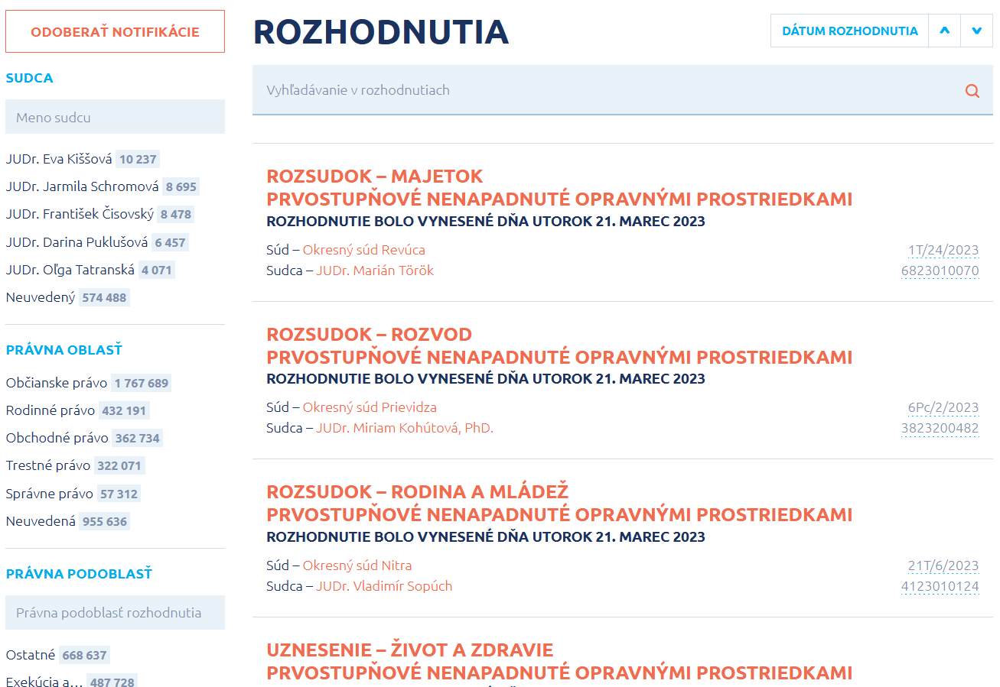 ODOBERAŤ NOTIFIKÁCIE
SUDCA
Meno sudcu
JUDr. Eva Kiššová 10 237
JUDr. Jarmila Schromová 8 695
JUDr. František Čisovský 8 478
JUDr. Darina Puklušová 6 457
JUDr. Oľga Tatranská 4 071
Neuvedený 574 488
PRÁVNA OBLASŤ
Občianske právo 1 767 689
Rodinné právo 432 191
Obchodné právo 362 734
Trestné právo 322 071
Správne právo 57 312
Neuvedená 955 636
PRÁVNA PODOBLASŤ
Právna podoblasť rozhodnutia
Ostatné 668 637
Exekúcia a… 487 728
ROZHODNUTIA
DÁTUM ROZHODNUTIA
Vyhľadávanie v rozhodnutiach
ROZSUDOK – MAJETOK
PRVOSTUPŇOVÉ NENAPADNUTÉ OPRAVNÝMI PROSTRIEDKAMI
ROZHODNUTIE BOLO VYNESENÉ DŇA UTOROK 21. MAREC 2023
Súd – Okresný súd Revúca 1T/24/2023
Sudca – JUDr. Marián Török 6823010070
ROZSUDOK – ROZVOD
PRVOSTUPŇOVÉ NENAPADNUTÉ OPRAVNÝMI PROSTRIEDKAMI
ROZHODNUTIE BOLO VYNESENÉ DŇA UTOROK 21. MAREC 2023
Súd – Okresný súd Prievidza 6Pc/2/2023
Sudca – JUDr. Miriam Kohútová, PhD. 3823200482
ROZSUDOK – RODINA A MLÁDEŽ
PRVOSTUPŇOVÉ NENAPADNUTÉ OPRAVNÝMI PROSTRIEDKAMI
ROZHODNUTIE BOLO VYNESENÉ DŇA UTOROK 21. MAREC 2023
Súd – Okresný súd Nitra 21T/6/2023
Sudca – JUDr. Vladimír Sopúch 4123010124
UZNESENIE – ŽIVOT A ZDRAVIE
PRVOSTUPŇOVÉ NENAPADNUTÉ OPRAVNÝMI PROSTRIEDKAMI